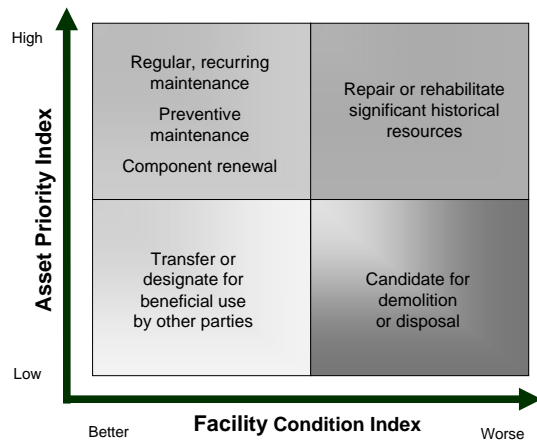 High
Asset Priority Index
Low
Regular, recurring
maintenance
Preventive
maintenance
Component renewal
Repair or rehabilitate
significant historical
resources
Transfer or
designate for
beneficial use
by other parties
Candidate for
demolition
or disposal
Better
Facility Condition Index
Worse